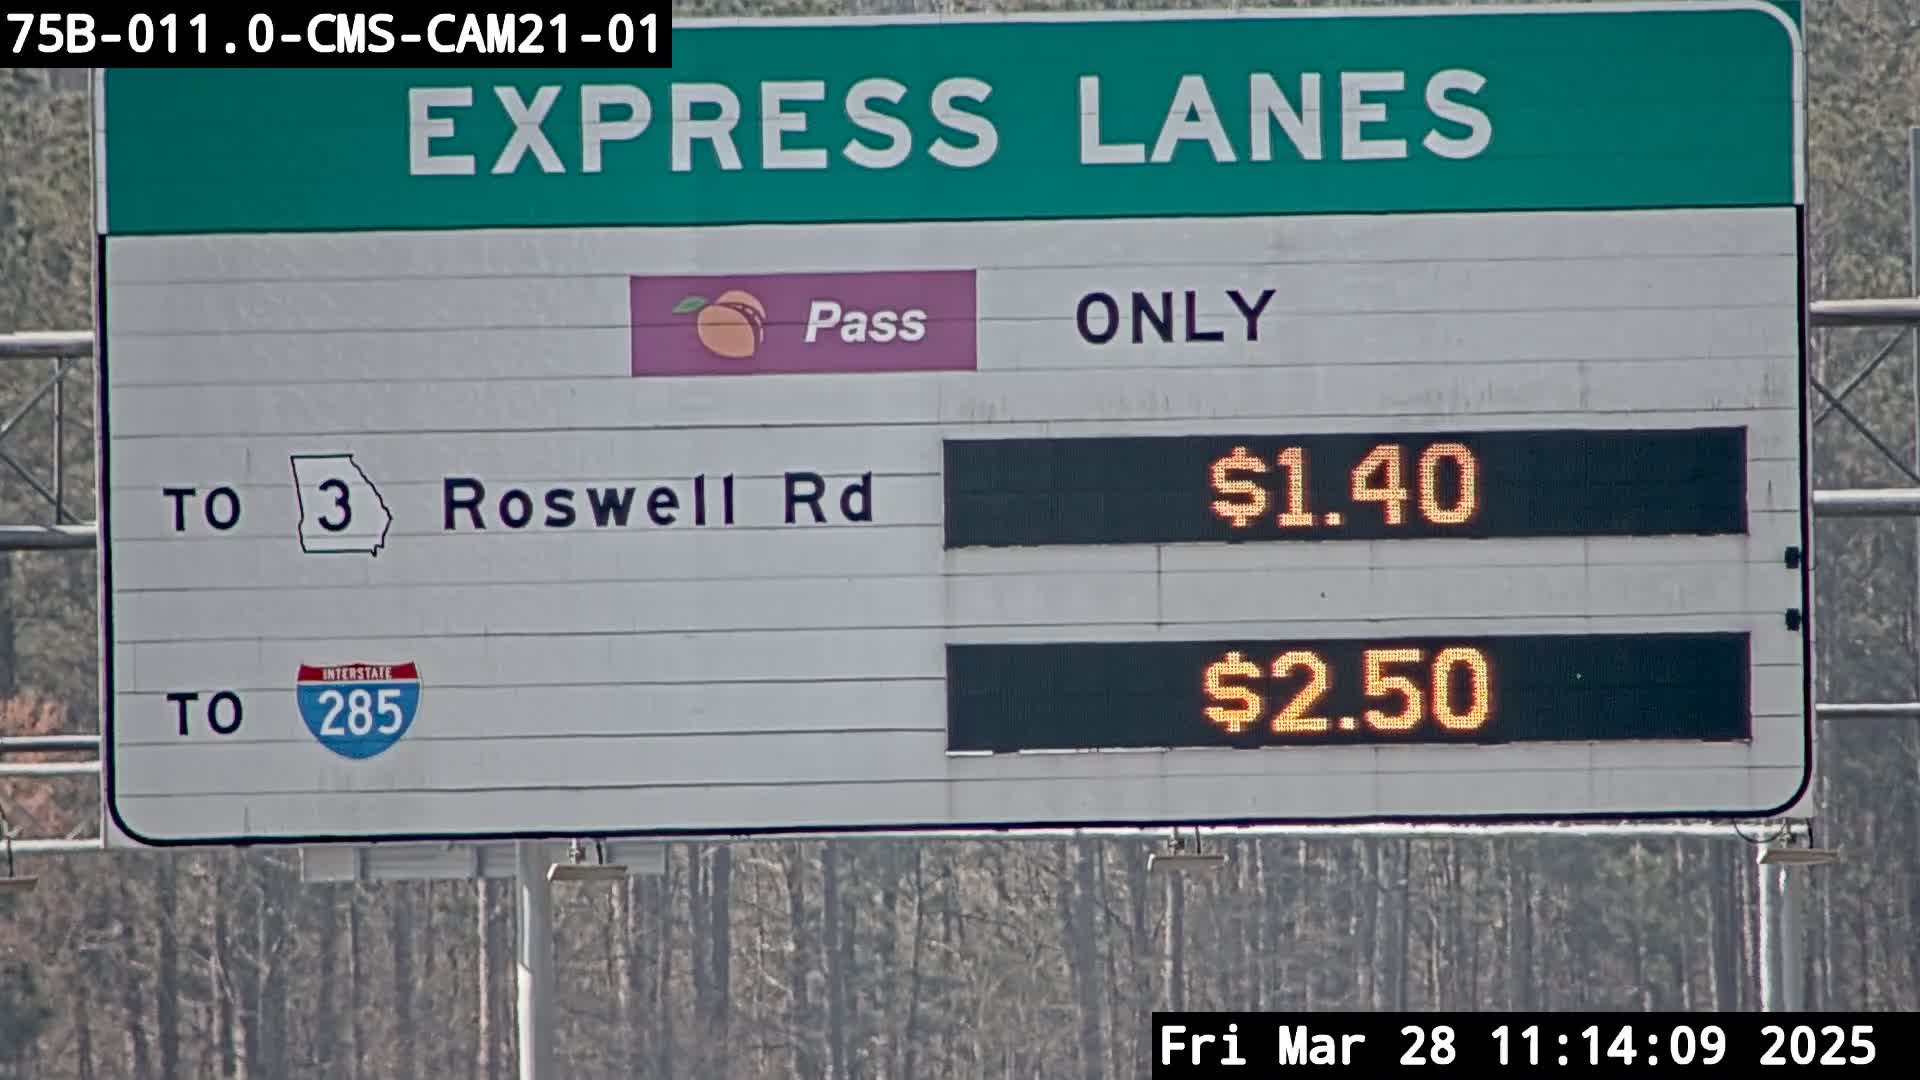 75B-011.0-CMS-CAM21-01
EXPRESS LANES
Pass ONLY
TO 3 Roswell Rd $1.40
TO INTERSTATE 285 $2.50
Fri Mar 28 11:14:09 2025